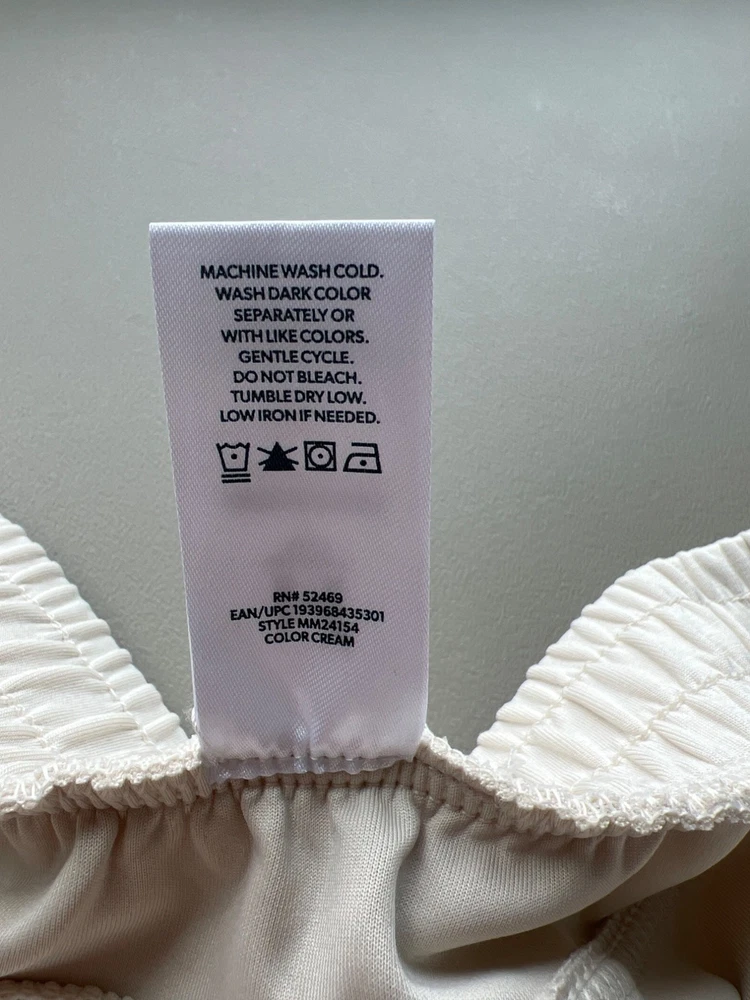 MACHINE WASH COLD.
WASH DARK COLOR
SEPARATELY OR
WITH LIKE COLORS.
GENTLE CYCLE.
DO NOT BLEACH.
TUMBLE DRY LOW.
LOW IRON IF NEEDED.
RN# 52469
EAN/UPC 193968435301
STYLE MM24154
COLOR CREAM